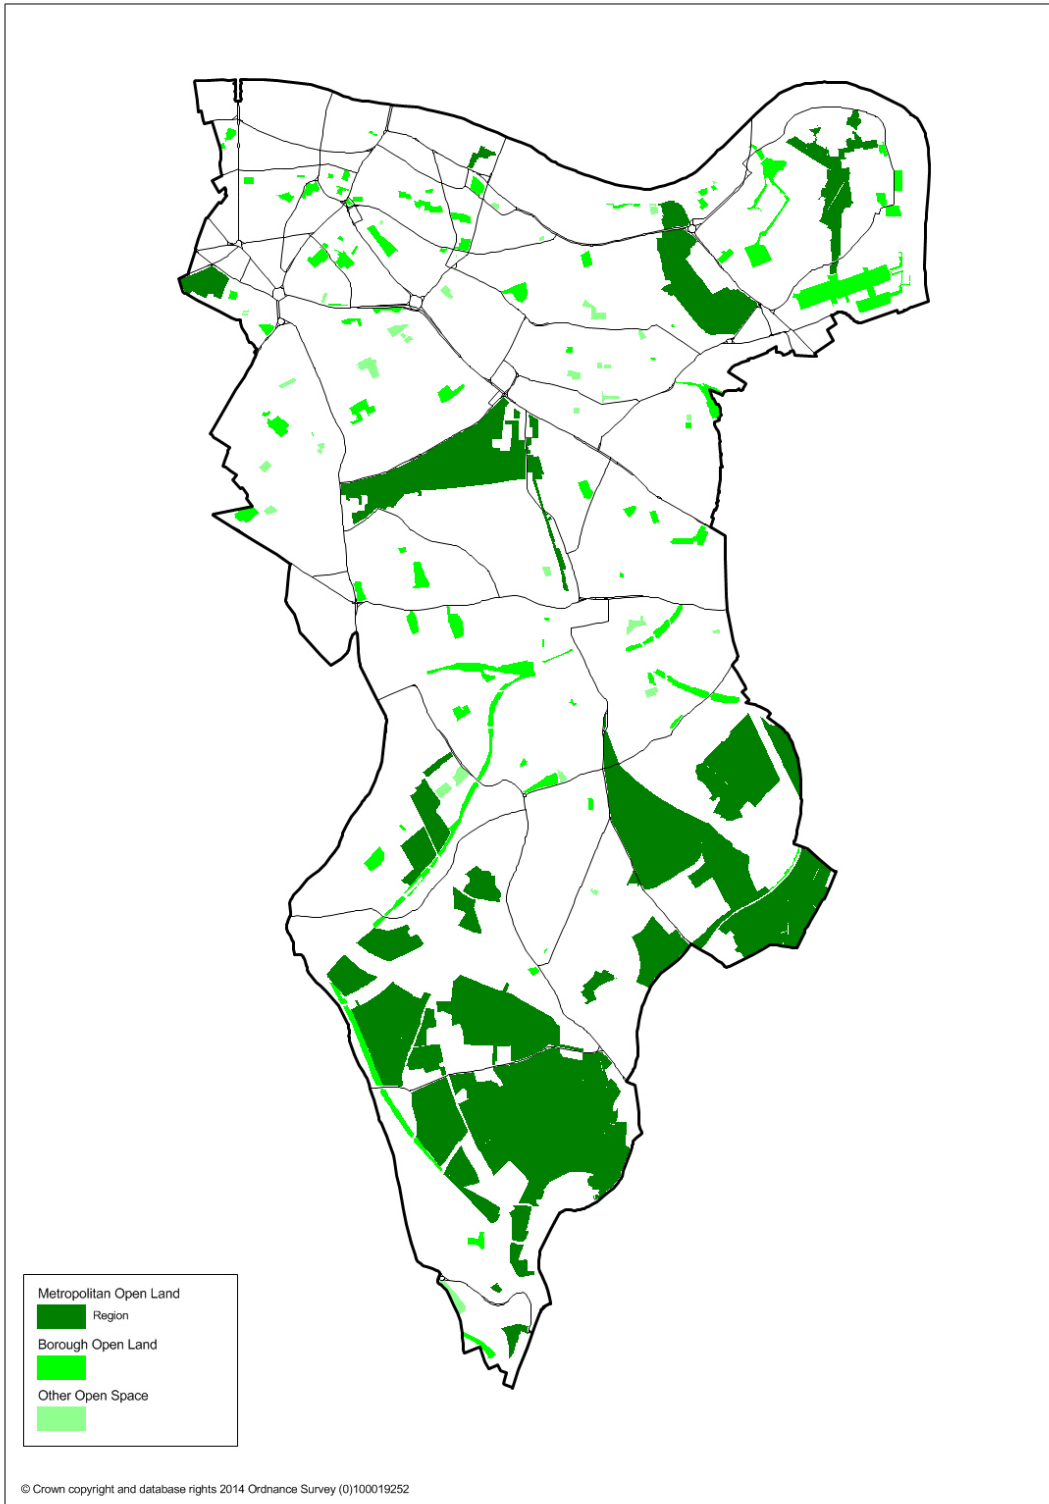 Metropolitan Open Land
Region
Borough Open Land
Other Open Space
© Crown copyright and database rights 2014 Ordnance Survey (0)100019252